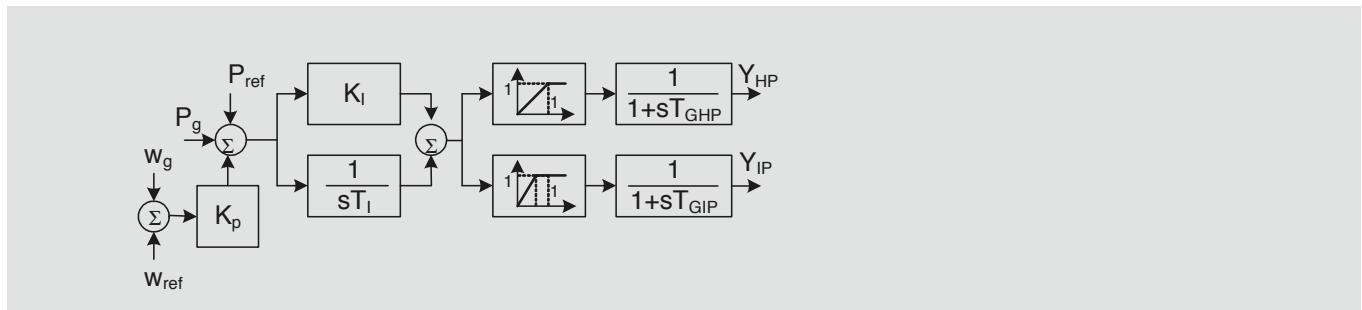 P_ref
P_g
w_g
w_ref
Σ
K_p
Σ
K_I
1
sT_I
Σ
1
1
1
1+sT_GHP
Y_HP
1
1
1
1+sT_GIP
Y_IP